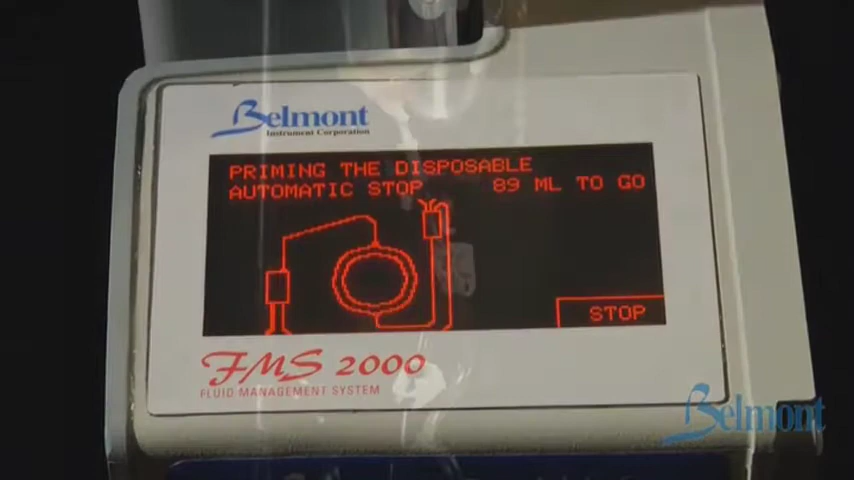 Belmont
Instrument Corporation
PRIMING THE DISPOSABLE
AUTOMATIC STOP 89 ML TO GO
STOP
FMS 2000
FLUID MANAGEMENT SYSTEM
Belmont